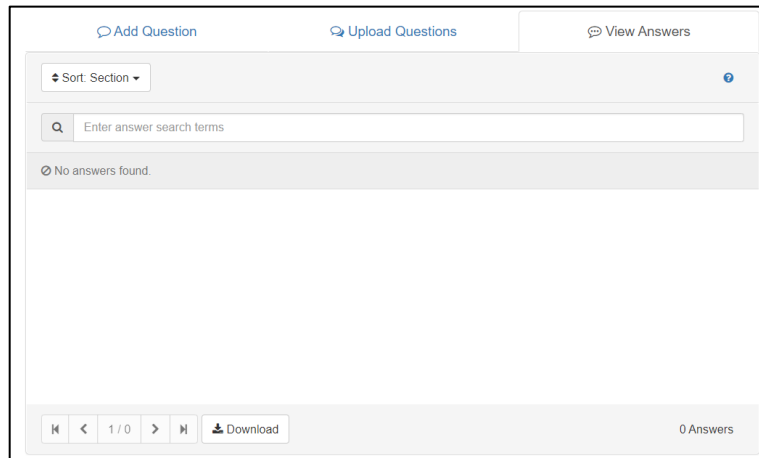 Add Question Upload Questions View Answers
Sort: Section
Enter answer search terms
No answers found.
1 / 0 Download 0 Answers